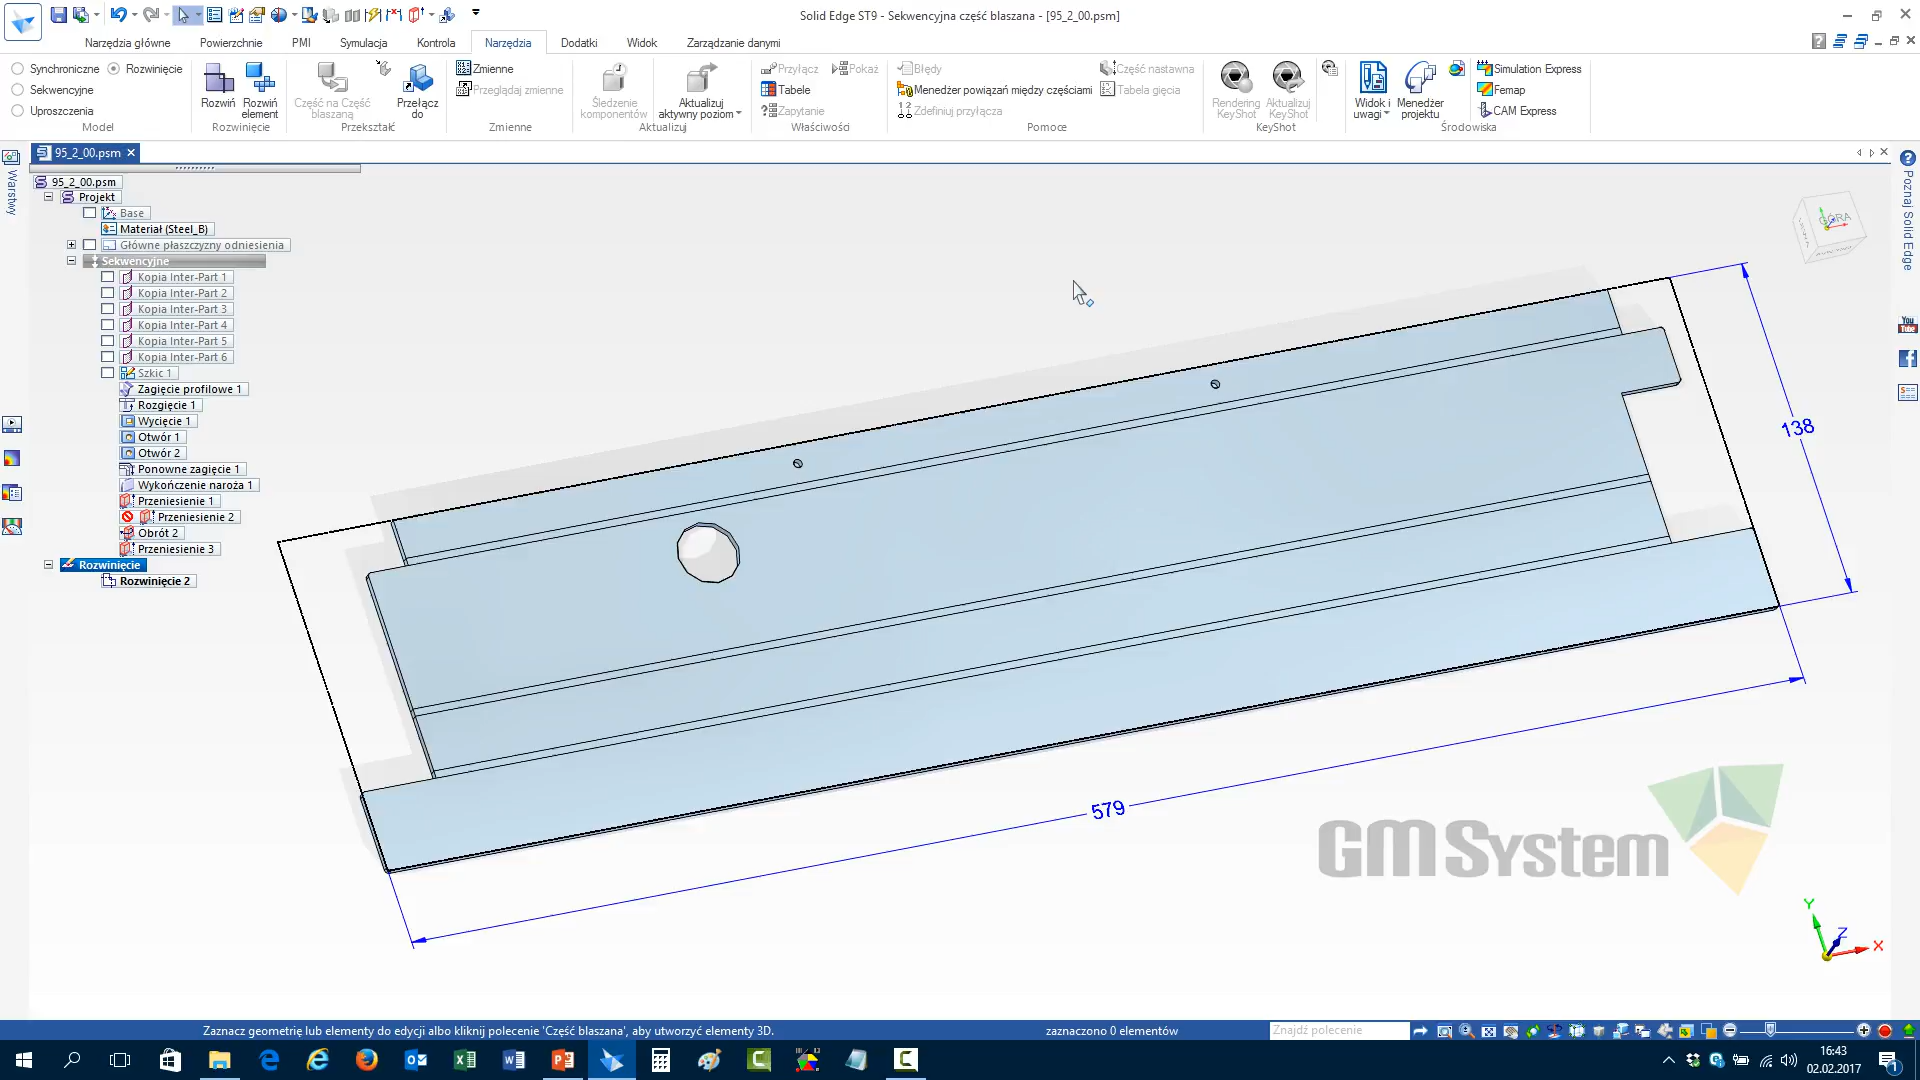 Solid Edge ST9 - Sekwencyjna część blaszana - [95_2_00.psm]
Narzędzia główne
Powierzchnie
PMI
Symulacja
Kontrola
Narzędzia
Dodatki
Widok
Zarządzanie danymi
Synchroniczne
Rozwinięcie
Sekwencyjne
Uproszczenia
Model
Rozwiń
Rozwiń element
Rozwinięcie
Część na Część blaszaną
Przełącz do
Przekształć
Zmienne
Przeglądaj zmienne
Zmienne
Śledzenie komponentów
Aktualizuj aktywny poziom
Aktualizuj
Przyłącz
Pokaż
Tabele
Zapytanie
Właściwości
Błędy
Menedżer powiązań między częściami
Zdefiniuj przyłącza
Część nastawna
Tabela gięcia
Pomoce
Rendering KeyShot
Aktualizuj KeyShot
KeyShot
Widok i uwagi
Menedżer projektu
Simulation Express
Femap
CAM Express
Środowiska
95_2_00.psm
Warstwy
95_2_00.psm
Projekt
Base
Materiał (Steel_B)
Główne płaszczyzny odniesienia
Sekwencyjne
Kopia Inter-Part 1
Kopia Inter-Part 2
Kopia Inter-Part 3
Kopia Inter-Part 4
Kopia Inter-Part 5
Kopia Inter-Part 6
Szkic 1
Zagięcie profilowe 1
Rozgięcie 1
Wycięcie 1
Otwór 1
Otwór 2
Ponowne zagięcie 1
Wykończenie naroża 1
Przeniesienie 1
Przeniesienie 2
Obrót 2
Przeniesienie 3
Rozwinięcie
Rozwinięcie 2
GÓRA
Poznaj Solid Edge
You Tube
138
579
GMSystem
Y
Z
X
Zaznacz geometrię lub elementy do edycji albo kliknij polecenie 'Część blaszana', aby utworzyć elementy 3D.
zaznaczono 0 elementów
Znajdź polecenie
16:43
02.02.2017